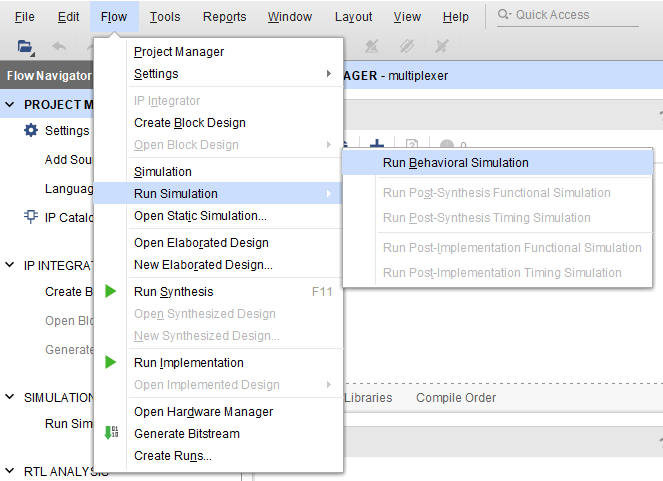 File Edit Flow Tools Reports Window Layout View Help Quick Access
Flow Navigator
AGER - multiplexer
PROJECT M
Settings
Add Sou
Languag
IP Catalo
IP INTEGRAT
Create B
Open Blo
Generate
SIMULATION
Run Sim
RTL ANALYSIS
Project Manager
Settings
IP Integrator
Create Block Design
Open Block Design
Simulation
Run Simulation
Open Static Simulation...
Open Elaborated Design
New Elaborated Design...
Run Synthesis F11
Open Synthesized Design
New Synthesized Design...
Run Implementation
Open Implemented Design
Open Hardware Manager
Generate Bitstream
Create Runs...
0
Run Behavioral Simulation
Run Post-Synthesis Functional Simulation
Run Post-Synthesis Timing Simulation
Run Post-Implementation Functional Simulation
Run Post-Implementation Timing Simulation
Libraries Compile Order